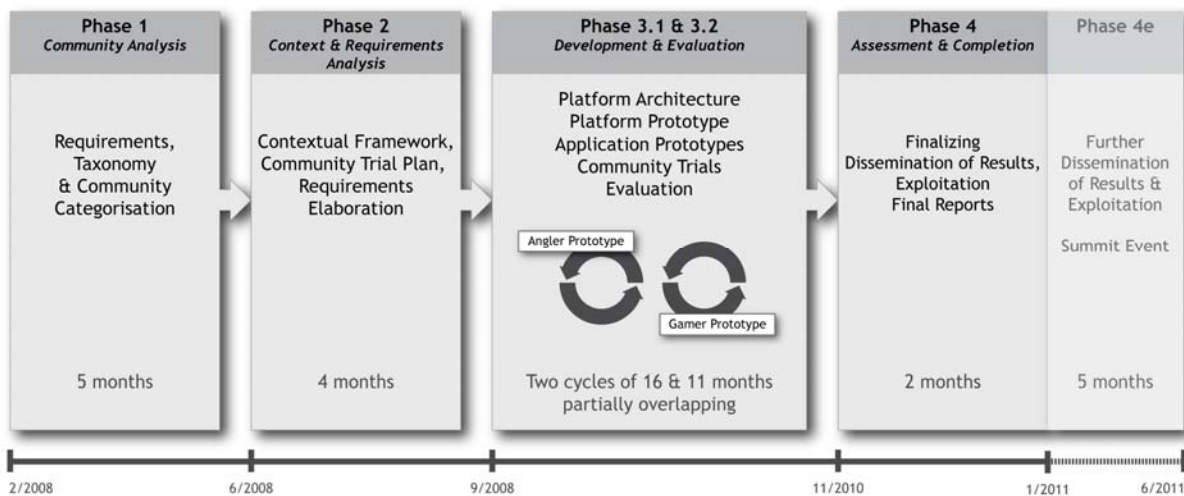 Phase 1
Community Analysis
Requirements,
Taxonomy
& Community
Categorisation
5 months
Phase 2
Context & Requirements
Analysis
Contextual Framework,
Community Trial Plan,
Requirements
Elaboration
4 months
Phase 3.1 & 3.2
Development & Evaluation
Platform Architecture
Platform Prototype
Application Prototypes
Community Trials
Evaluation
Angler Prototype
Gamer Prototype
Two cycles of 16 & 11 months
partially overlapping
Phase 4
Assessment & Completion
Finalizing
Dissemination of Results,
Exploitation
Final Reports
2 months
Phase 4e
Further
Dissemination
of Results &
Exploitation
Summit Event
5 months
2/2008
6/2008
9/2008
11/2010
1/2011
6/2011